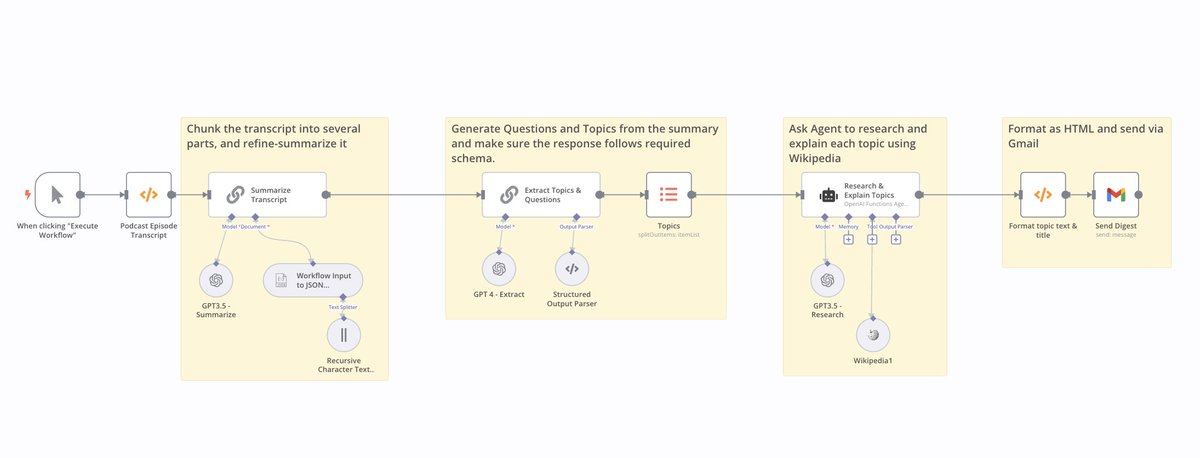 Chunk the transcript into several
parts, and refine-summarize it
Generate Questions and Topics from the summary
and make sure the response follows required
schema.
Ask Agent to research and
explain each topic using
Wikipedia
Format as HTML and send via
Gmail
When clicking "Execute
Workflow"
Podcast Episode
Transcript
Summarize
Transcript
Model *
Document *
GPT3.5 -
Summarize
Workflow Input
to JSON...
Text Splitter
Recursive
Character Text...
Extract Topics &
Questions
Model *
Output Parser
GPT 4 - Extract
Structured
Output Parser
Topics
splitOutItems: itemList
Research &
Explain Topics
OpenAI Functions Age...
Model *
Memory
Tool
Output Parser
GPT3.5 -
Research
Wikipedia1
Format topic text &
title
Send Digest
send: message